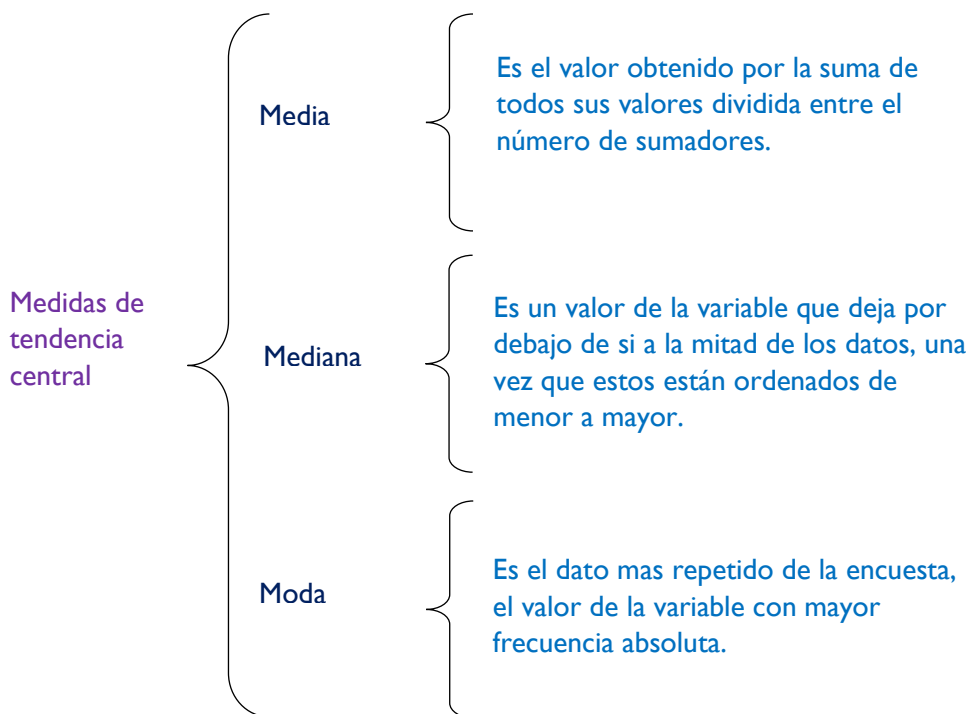 Medidas de
tendencia
central
Media
Es el valor obtenido por la suma de
todos sus valores dividida entre el
número de sumadores.
Mediana
Es un valor de la variable que deja por
debajo de si a la mitad de los datos, una
vez que estos están ordenados de
menor a mayor.
Moda
Es el dato mas repetido de la encuesta,
el valor de la variable con mayor
frecuencia absoluta.